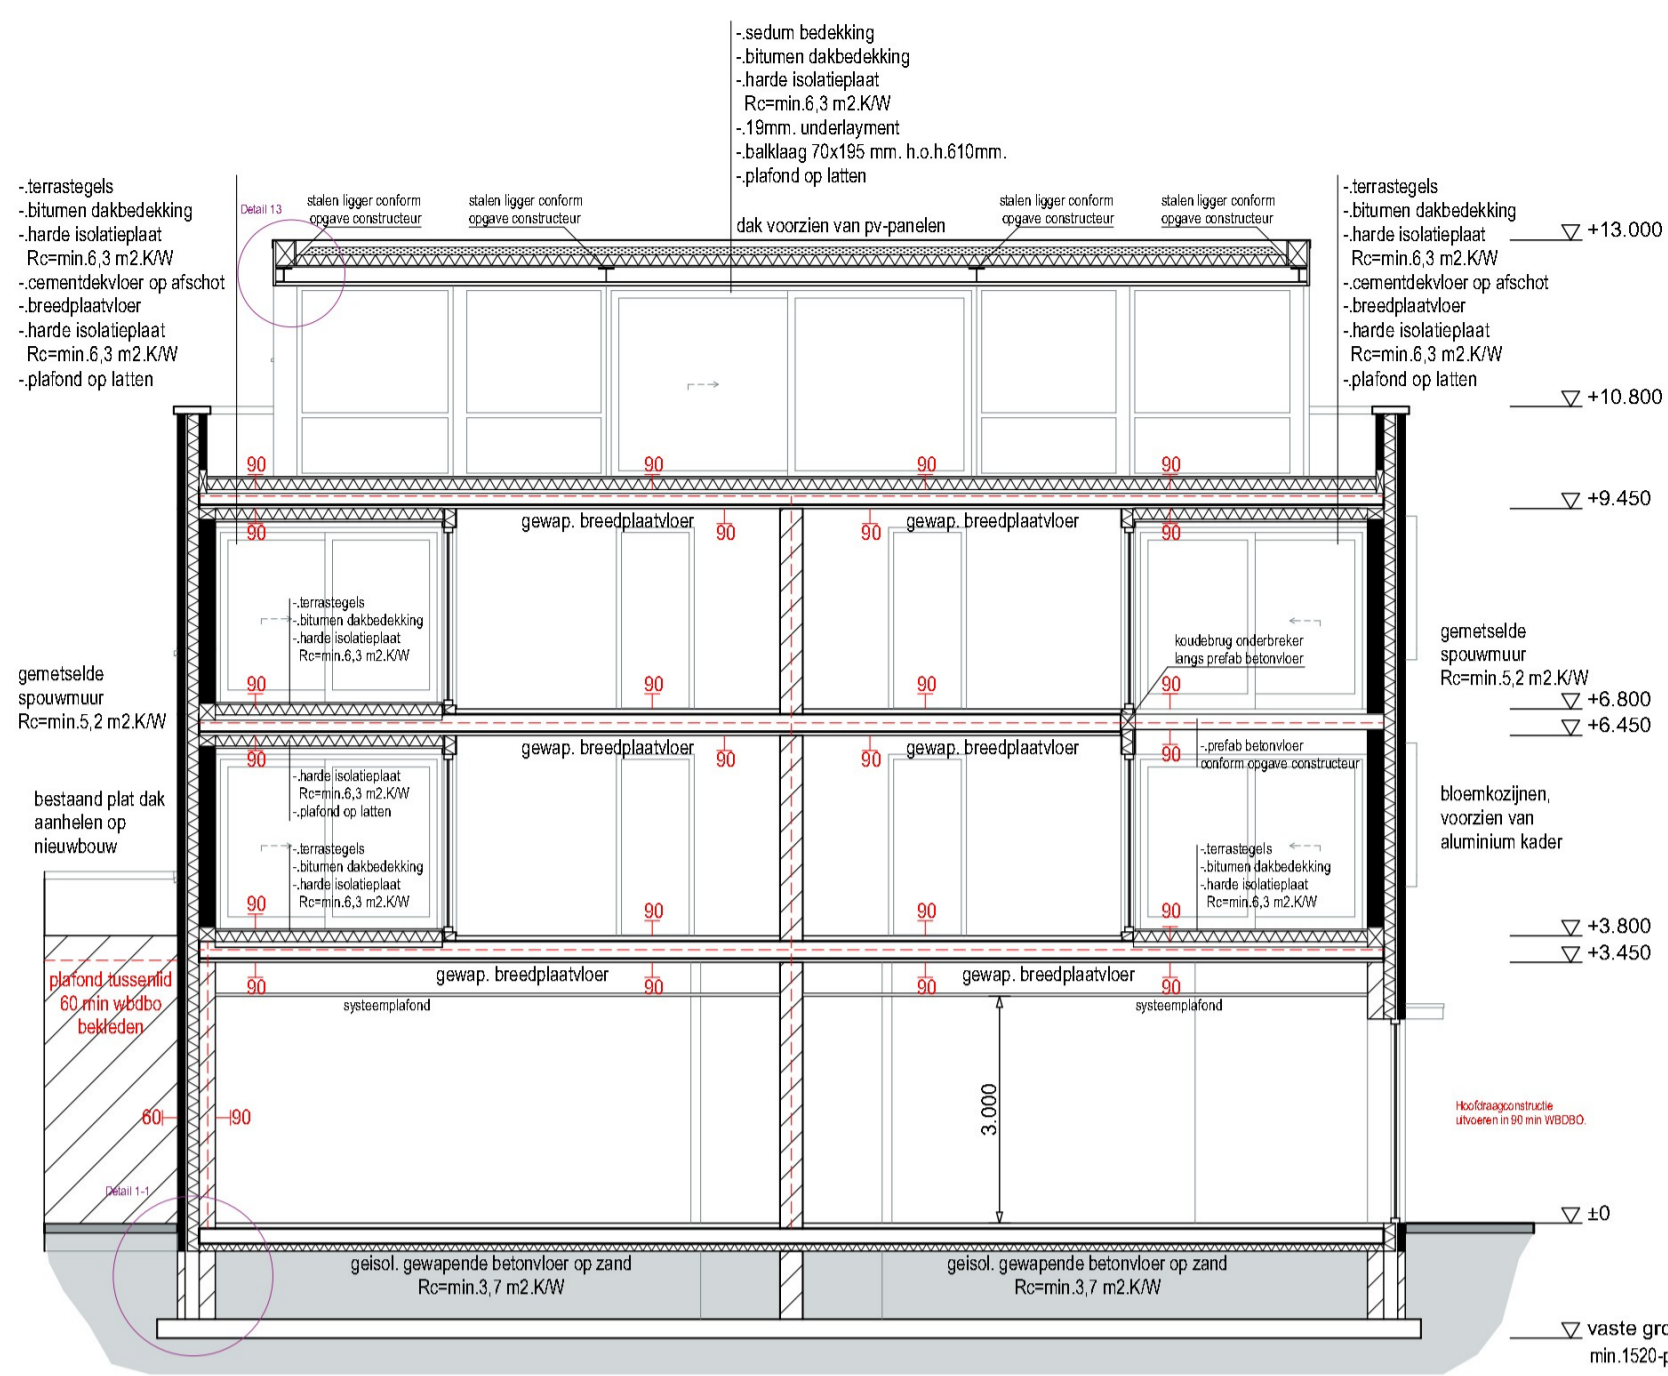 -.sedum bedekking
-.bitumen dakbedekking
-.harde isolatieplaat
Rc=min.6,3 m2.K/W
-.19mm. underlayment
-.balklaag 70x195 mm. h.o.h.610mm.
-.plafond op latten
dak voorzien van pv-panelen
-.terrastegels
-.bitumen dakbedekking
-.harde isolatieplaat
Rc=min.6,3 m2.K/W
-.cementdekvloer op afschot
-.breedplaatvloer
-.harde isolatieplaat
Rc=min.6,3 m2.K/W
-.plafond op latten
Detail 13
stalen ligger conform
opgave constructeur
stalen ligger conform
opgave constructeur
stalen ligger conform
opgave constructeur
stalen ligger conform
opgave constructeur
-.terrastegels
-.bitumen dakbedekking
-.harde isolatieplaat
Rc=min.6,3 m2.K/W
-.cementdekvloer op afschot
-.breedplaatvloer
-.harde isolatieplaat
Rc=min.6,3 m2.K/W
-.plafond op latten
+13.000
+10.800
90
90
90
90
+9.450
gewap. breedplaatvloer
gewap. breedplaatvloer
90
90
90
90
-.terrastegels
-.bitumen dakbedekking
-.harde isolatieplaat
Rc=min.6,3 m2.K/W
koudebrug onderbreker
langs prefab betonvloer
gemetselde
spouwmuur
Rc=min.5,2 m2.K/W
gemetselde
spouwmuur
Rc=min.5,2 m2.K/W
90
90
90
90
+6.800
+6.450
gewap. breedplaatvloer
gewap. breedplaatvloer
90
90
90
90
-.prefab betonvloer
conform opgave constructeur
-.harde isolatieplaat
Rc=min.6,3 m2.K/W
-.plafond op latten
bestaand plat dak
aanhelen op
nieuwbouw
bloemkozijnen,
voorzien van
aluminium kader
-.terrastegels
-.bitumen dakbedekking
-.harde isolatieplaat
Rc=min.6,3 m2.K/W
-.terrastegels
-.bitumen dakbedekking
-.harde isolatieplaat
Rc=min.6,3 m2.K/W
90
90
90
90
+3.800
+3.450
gewap. breedplaatvloer
gewap. breedplaatvloer
90
90
90
90
plafond tussenlid
60 min wbdbo
bekleden
systeemplafond
systeemplafond
3.000
60
90
Hoofdraagconstructie
uitvoeren in 90 min WBDBO.
Detail 1-1
±0
geisol. gewapende betonvloer op zand
Rc=min.3,7 m2.K/W
geisol. gewapende betonvloer op zand
Rc=min.3,7 m2.K/W
vaste gro
min.1520-p